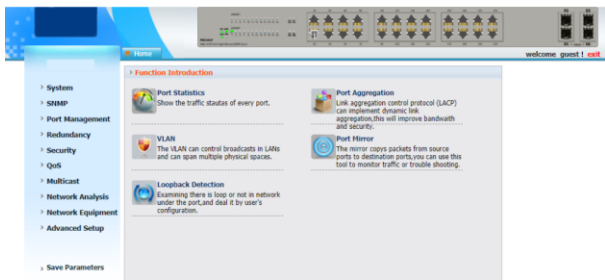 Home
welcome guest ! exit
Function Introduction
System
SNMP
Port Management
Redundancy
Security
QoS
Multicast
Network Analysis
Network Equipment
Advanced Setup
Save Parameters
Port Statistics
Show the traffic stautas of every port.
Port Aggregation
Link aggregation control protocol (LACP)
can implement dynamic link
aggregation,this will improve bandwath
and security.
VLAN
The VLAN can control broadcasts in LANs
and can span multiple physical spaces.
Port Mirror
The mirror copys packets from source
ports to destination ports,you can use this
tool to monitor traffic or trouble shooting.
Loopback Detection
Examining there is loop or not in network
under the port,and deal it by user's
configuration.